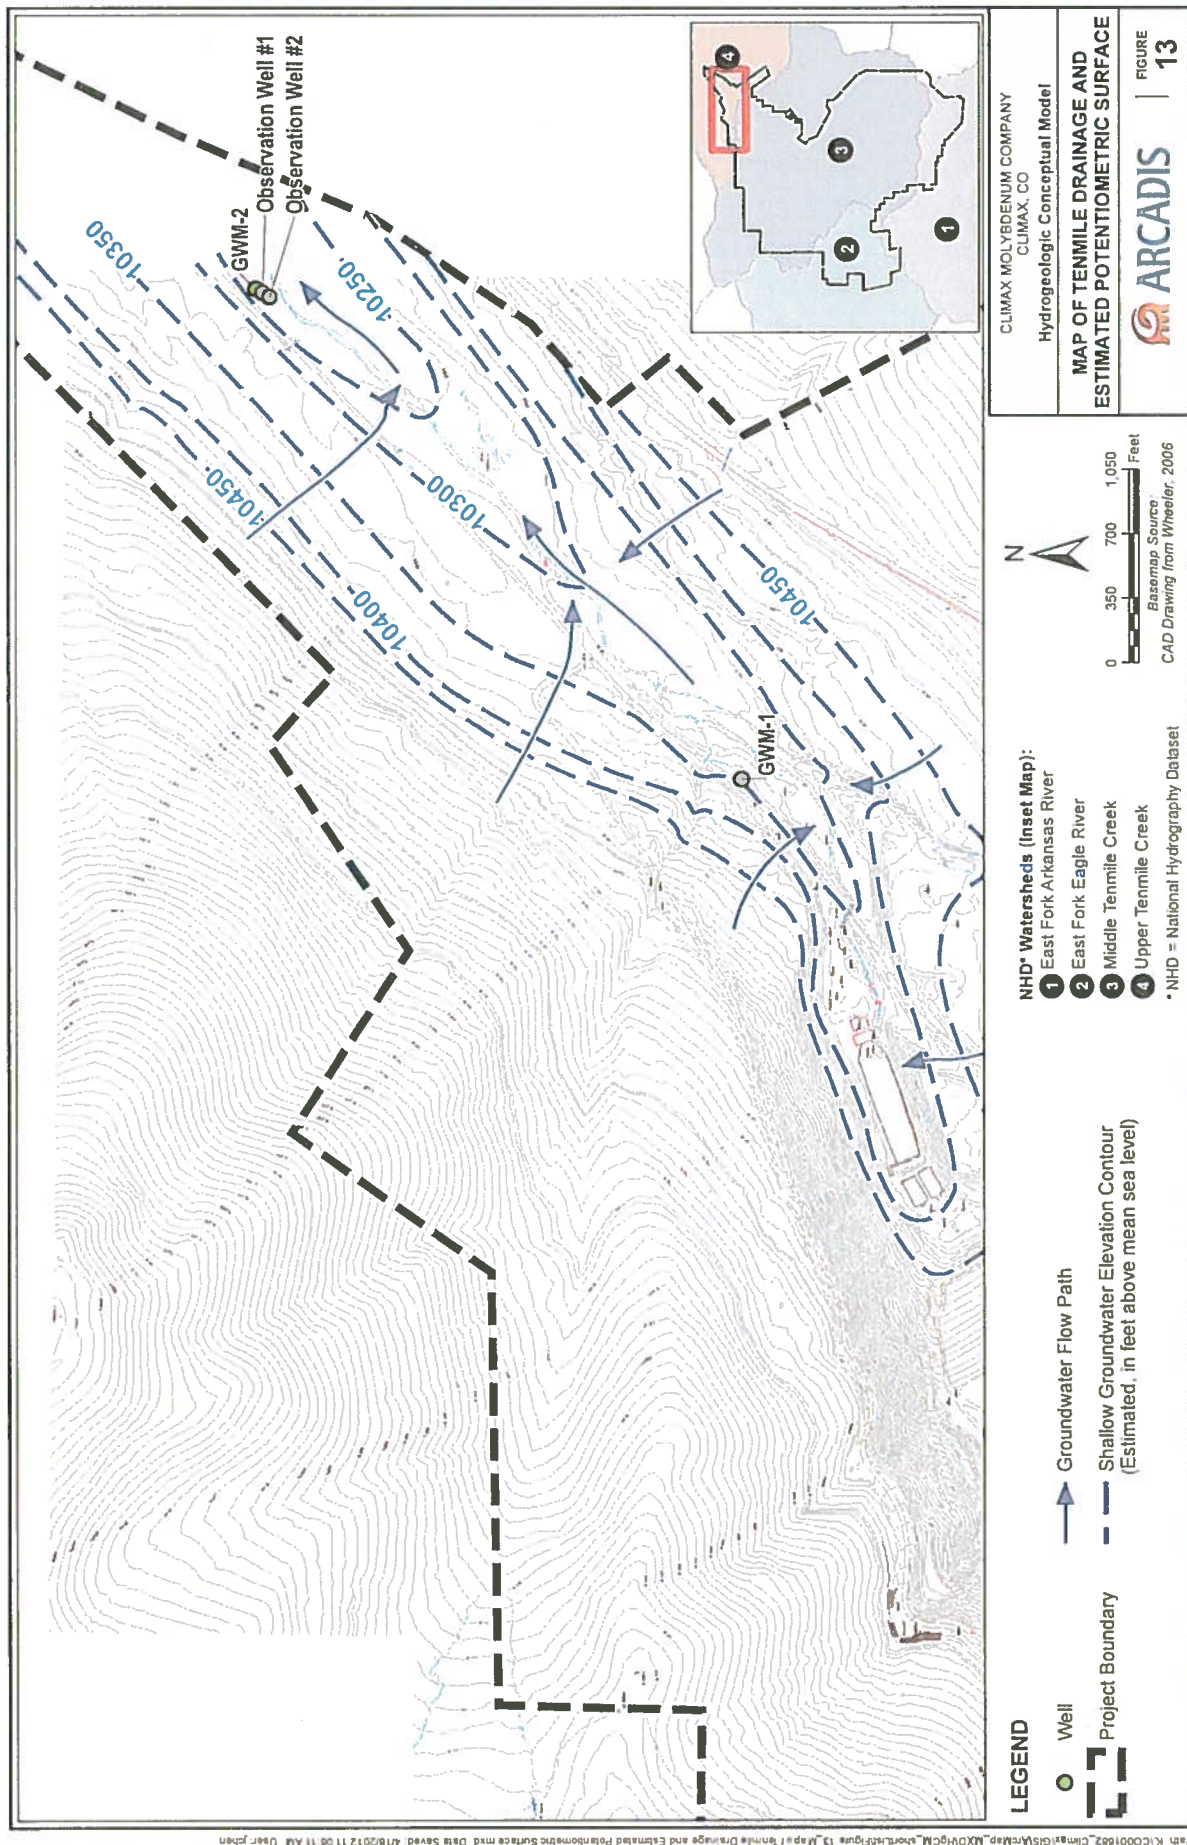 GWM-2
Observation Well #1
Observation Well #2
10350
10250
10450
10300
10400
10450
GWM-1
4
3
2
1
LEGEND
Well
Project Boundary
Groundwater Flow Path
Shallow Groundwater Elevation Contour
(Estimated, in feet above mean sea level)
NHD* Watersheds (Inset Map):
1 East Fork Arkansas River
2 East Fork Eagle River
3 Middle Tenmile Creek
4 Upper Tenmile Creek
* NHD = National Hydrography Dataset
N
0 350 700 1,050
Feet
Basemap Source:
CAD Drawing from Wheeler, 2006
CLIMAX MOLYBDENUM COMPANY
CLIMAX, CO
Hydrogeologic Conceptual Model
MAP OF TENMILE DRAINAGE AND
ESTIMATED POTENTIOMETRIC SURFACE
ARCADIS
FIGURE
13